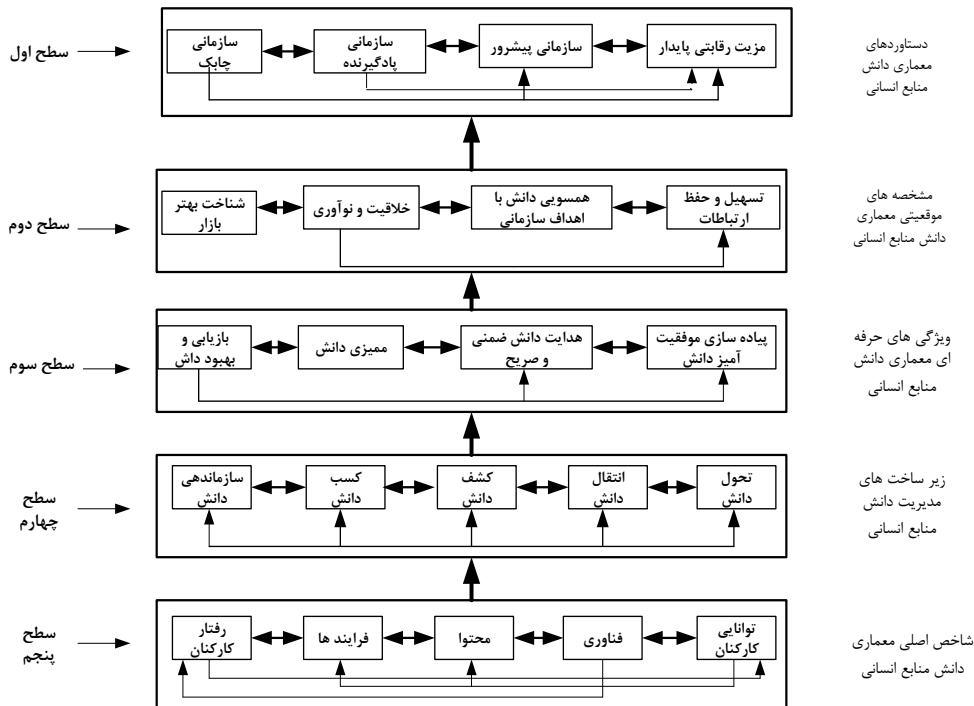 دستاوردهای
معماری دانش
منابع انسانی
مزیت رقابتی پایدار
سازمانی پیشرور
سازمانی
پادگیرنده
سازمانی
چابک
سطح اول
مشخصه های
موقعیتی معماری
دانش منابع انسانی
تسهیل و حفظ
ارتباطات
همسویی دانش با
اهداف سازمانی
خلاقیت و نوآوری
شناخت بهتر
بازار
سطح دوم
ویژگی های حرفه
ای معماری دانش
منابع انسانی
پیاده سازی موفقیت
آمیز دانش
هدایت دانش ضمنی
و صریح
ممیزی دانش
بازیابی و
بهبود داش
سطح سوم
زیر ساخت های
مدیریت دانش
منابع انسانی
تحول
دانش
انتقال
دانش
کشف
دانش
کسب
دانش
سازماندهی
دانش
سطح
چهارم
شاخص اصلی معماری
دانش منابع انسانی
توانایی
کارکنان
فناوری
محتوا
فرایند ها
رفتار
کارکنان
سطح
پنجم